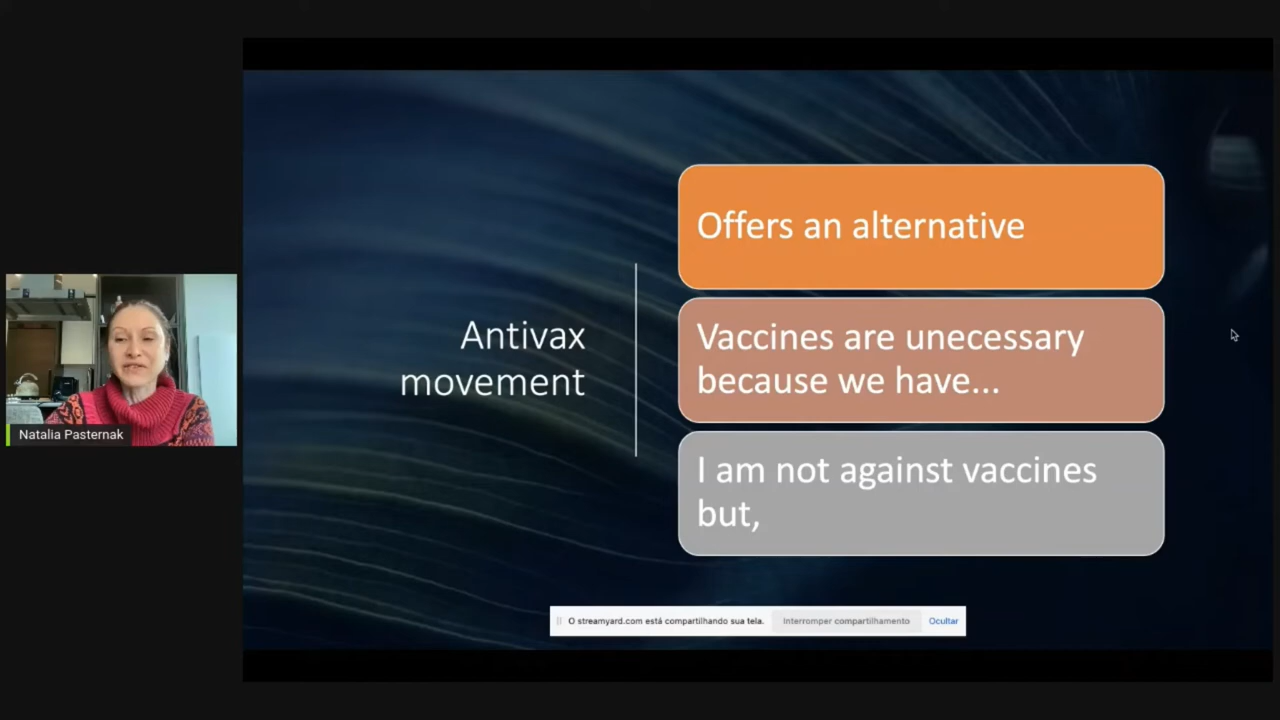 Offers an alternative
Antivax
movement
Vaccines are unecessary
because we have...
I am not against vaccines
but,
Natalia Pasternak
O streamyard.com está compartilhando sua tela.
Interromper compartilhamento
Ocultar